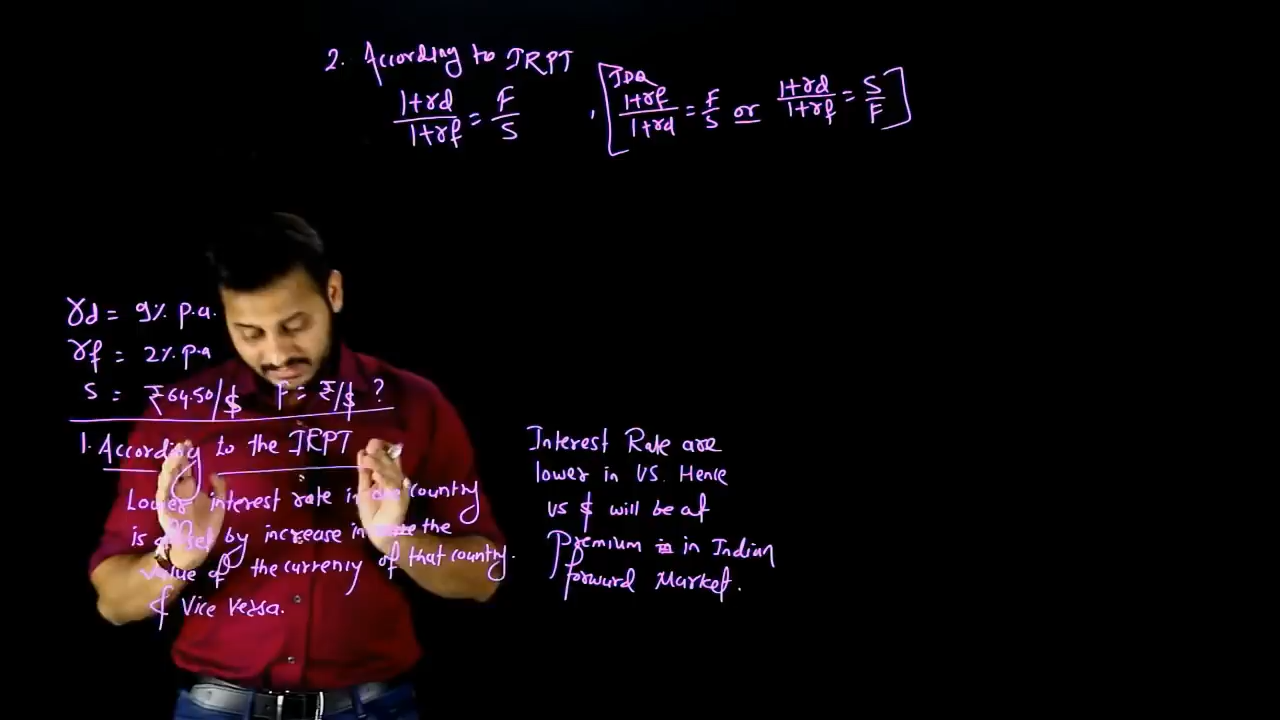 2. According to IRPT
1+rd / 1+rf = F / S , [ IDQ 1+rf / 1+rd = F / S or 1+rd / 1+rf = S / F ]
rd = 9% p.a.
rf = 2% p.a
S = ₹64.50/$ F = ₹/$ ?
1. According to the IRPT
Lower interest rate in one country
is offset by increase in the
value of the currency of that country.
& Vice Versa.
Interest Rate are
lower in US. Hence
US $ will be at
Premium in Indian
forward Market.